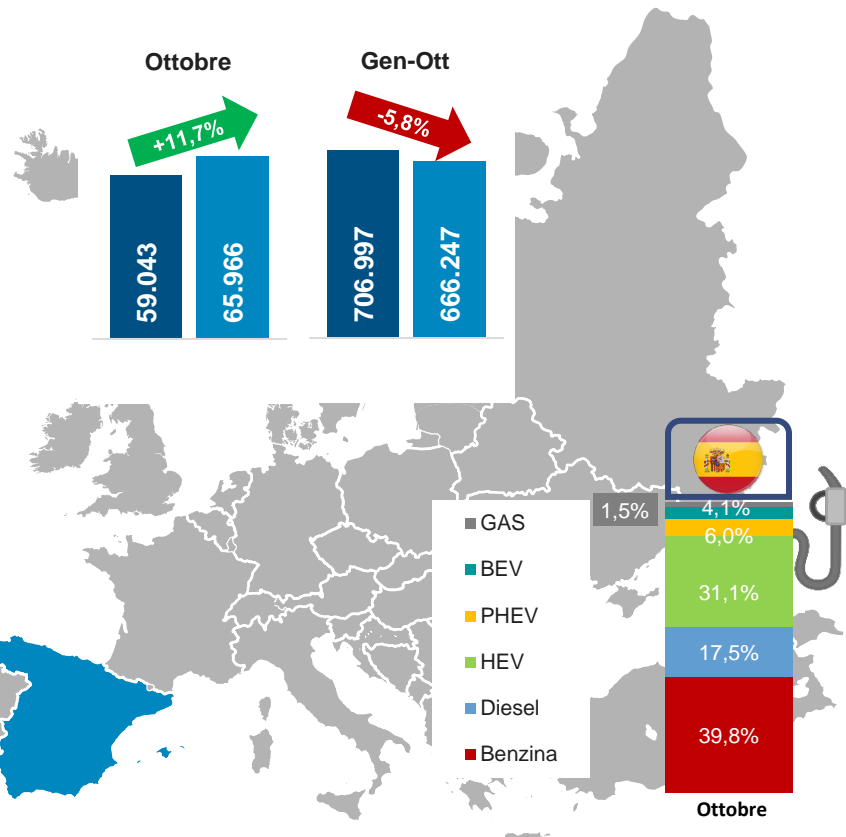 Ottobre
Gen-Ott
+11,7%
-5,8%
59.043
65.966
706.997
666.247
1,5%
4,1%
6,0%
31,1%
17,5%
39,8%
GAS
BEV
PHEV
HEV
Diesel
Benzina
Ottobre